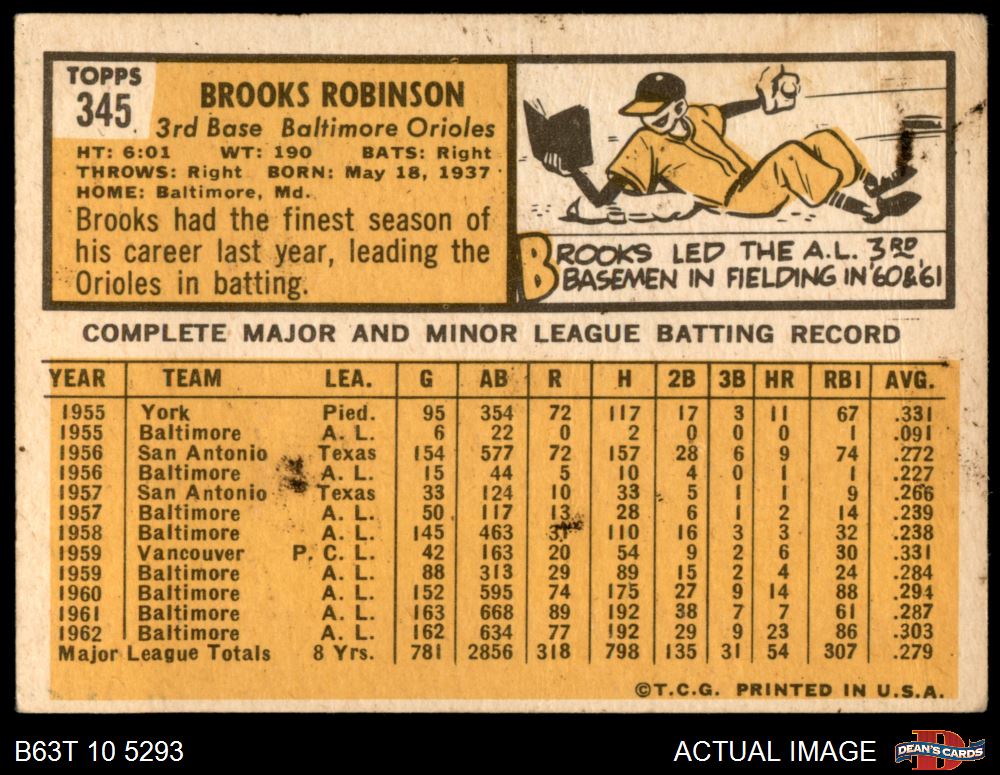 TOPPS
345
BROOKS ROBINSON
3rd Base Baltimore Orioles
HT: 6:01 WT: 190 BATS: Right
THROWS: Right BORN: May 18, 1937
HOME: Baltimore, Md.
Brooks had the finest season of
his career last year, leading the
Orioles in batting.
BROOKS LED THE A.L. 3RD.
BASEMEN IN FIELDING IN '60&'61
COMPLETE MAJOR AND MINOR LEAGUE BATTING RECORD
YEAR TEAM LEA. G AB R H 2B 3B HR RBI AVG.
1955 York Pied. 95 354 72 117 17 3 11 67 .331
1955 Baltimore A. L. 6 22 0 2 0 0 0 1 .091
1956 San Antonio Texas 154 577 72 157 28 6 9 74 .272
1956 Baltimore A. L. 15 44 5 10 4 0 1 1 .227
1957 San Antonio Texas 33 124 10 33 5 1 1 9 .266
1957 Baltimore A. L. 50 117 13 28 6 1 2 14 .239
1958 Baltimore A. L. 145 463 31 110 16 3 3 32 .238
1959 Vancouver P. C. L. 42 163 20 54 9 2 6 30 .331
1959 Baltimore A. L. 88 313 29 89 15 2 4 24 .284
1960 Baltimore A. L. 152 595 74 175 27 9 14 88 .294
1961 Baltimore A. L. 163 668 89 192 38 7 7 61 .287
1962 Baltimore A. L. 162 634 77 192 29 9 23 86 .303
Major League Totals 8 Yrs. 781 2856 318 798 135 31 54 307 .279
©T.C.G. PRINTED IN U.S.A.
B63T 10 5293
ACTUAL IMAGE
DEAN'S CARDS